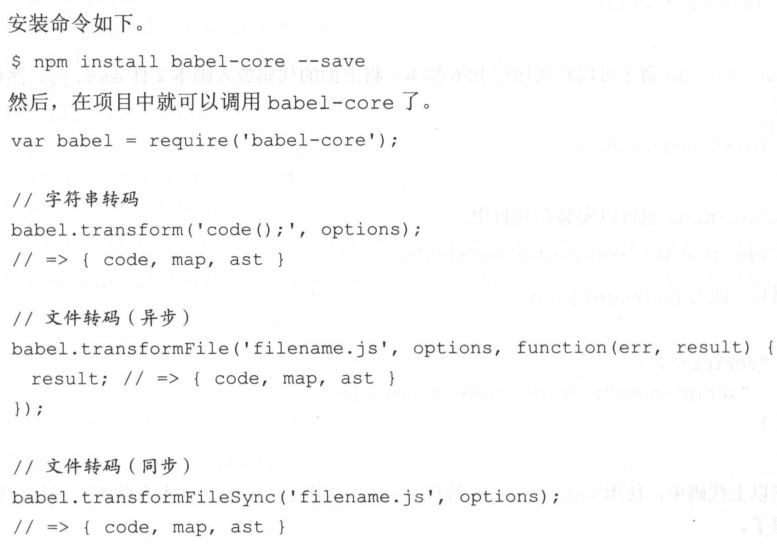 安装命令如下。
$ npm install babel-core --save
然后，在项目中就可以调用 babel-core 了。
var babel = require('babel-core');
// 字符串转码
babel.transform('code();', options);
// => { code, map, ast }
// 文件转码（异步）
babel.transformFile('filename.js', options, function(err, result) {
  result; // => { code, map, ast }
});
// 文件转码（同步）
babel.transformFileSync('filename.js', options);
// => { code, map, ast }